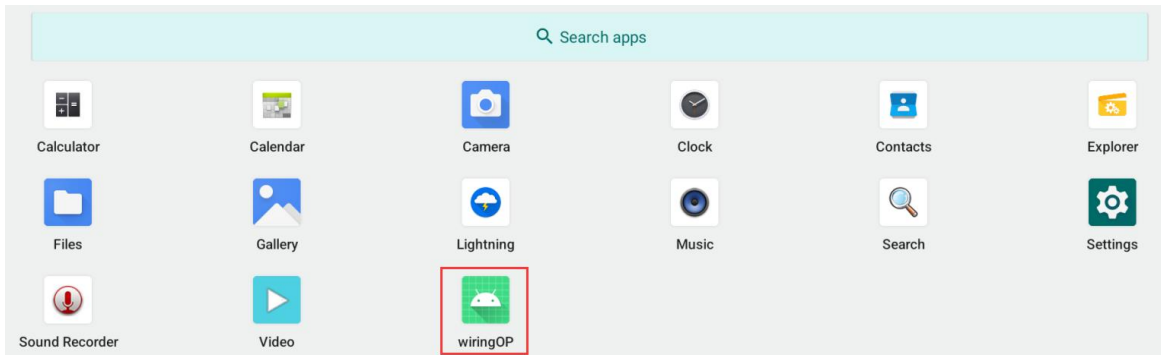 Search apps
Calculator Calendar Camera Clock Contacts Explorer
Files Gallery Lightning Music Search Settings
Sound Recorder Video wiringOP